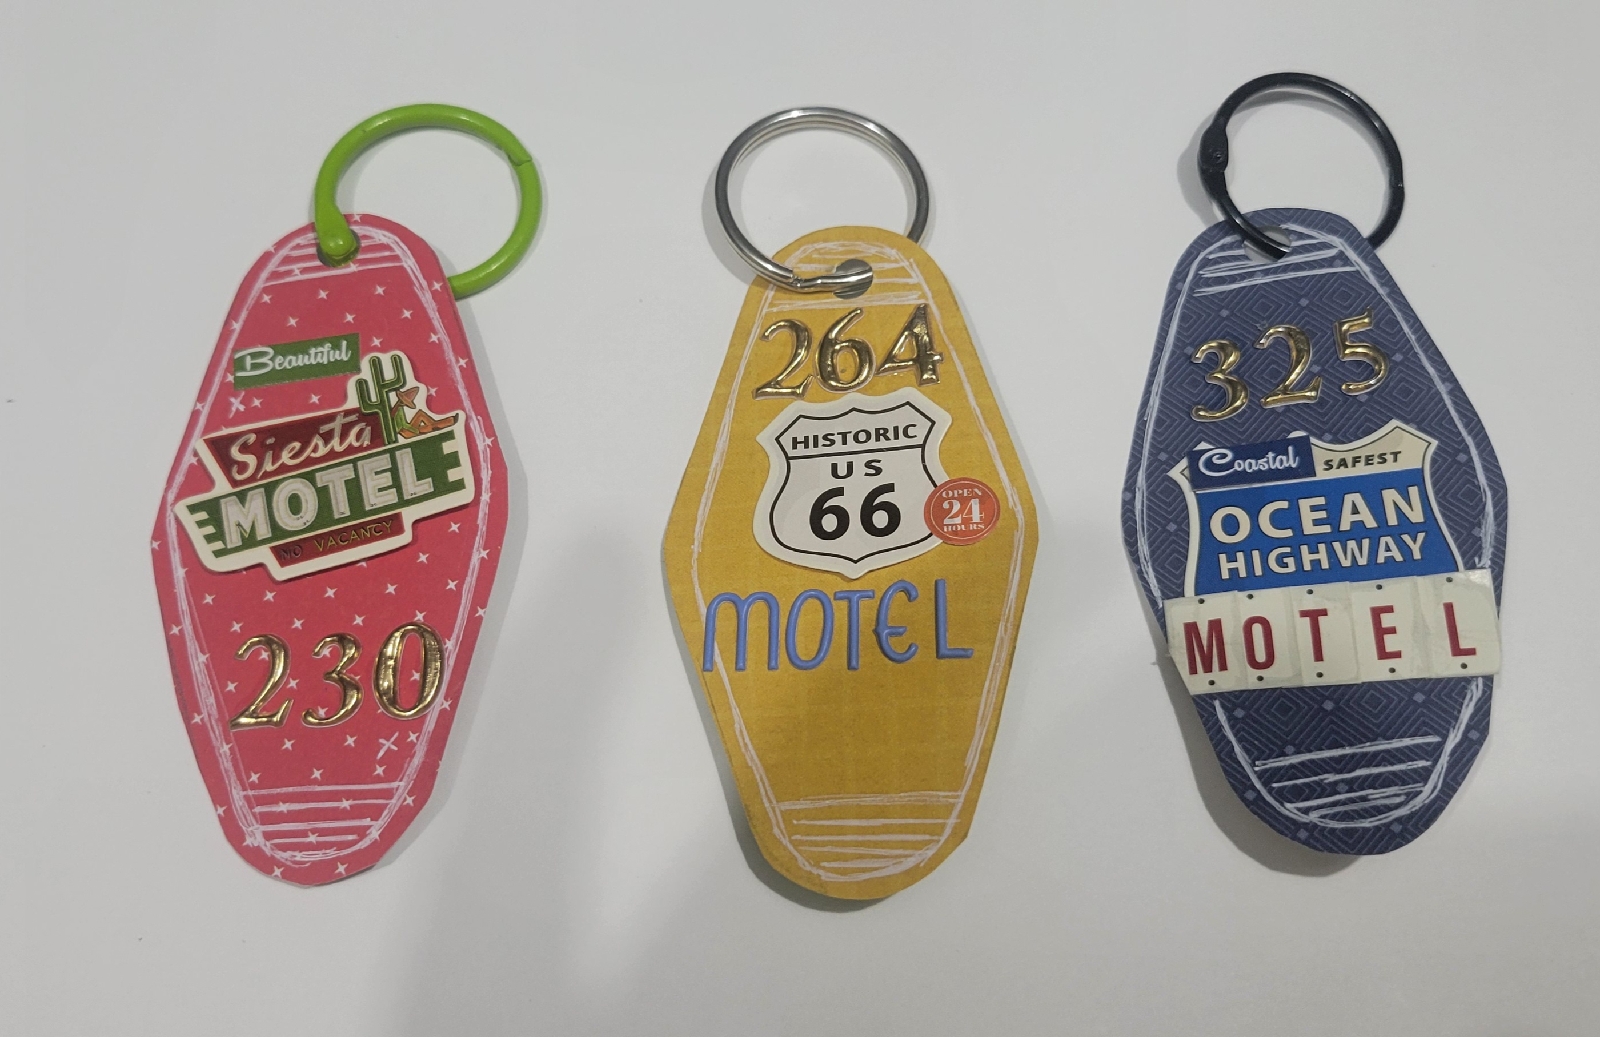 Beautiful
Siesta
MOTEL
NO VACANCY
230
264
HISTORIC
US
66
OPEN
24
HOURS
MOTEL
325
Coastal SAFEST
OCEAN
HIGHWAY
MOTEL